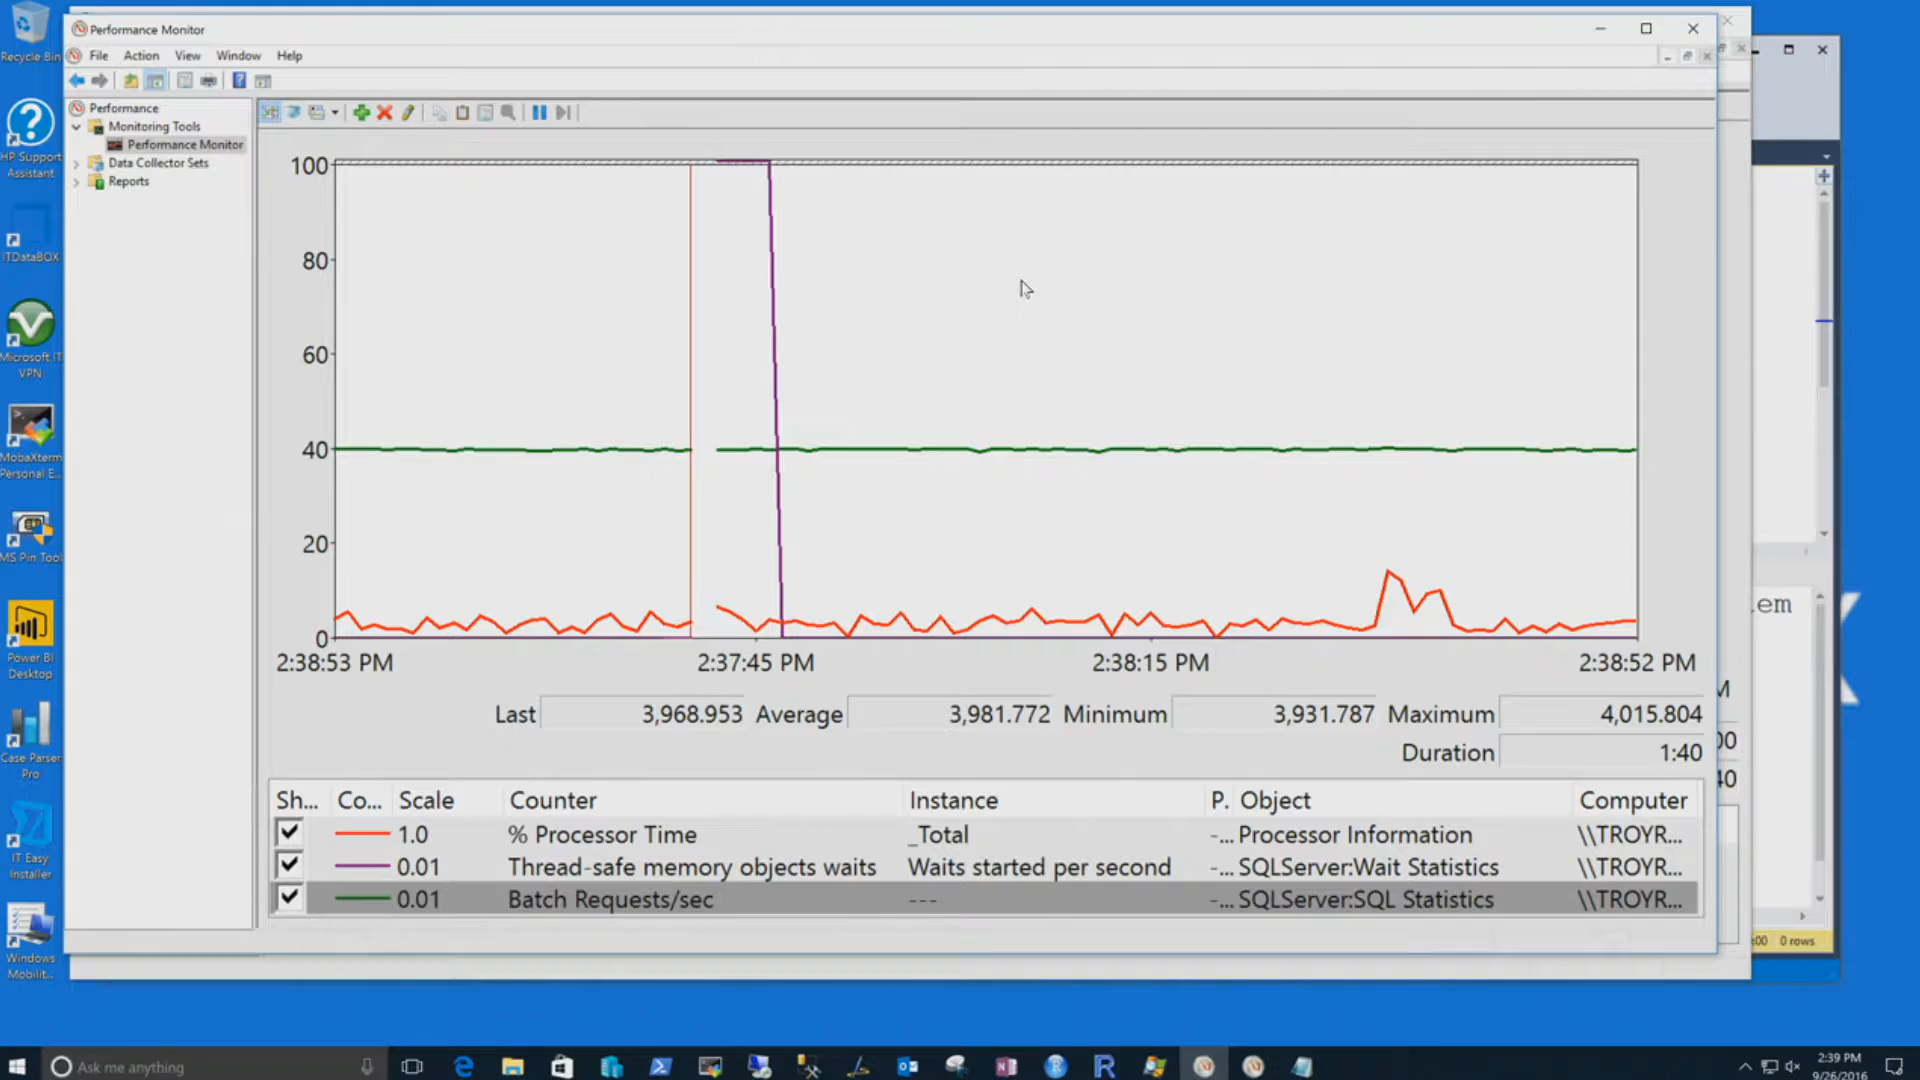 Recycle Bin
HP Support
Assistant
ITDataBOX
Microsoft IT
VPN
MobaXterm
Personal E...
MS Pin Tool
Power BI
Desktop
Case Parser
Pro
IT Easy
Installer
Windows
Mobilit...
Performance Monitor
File Action View Window Help
Performance
Monitoring Tools
Performance Monitor
Data Collector Sets
Reports
100
80
60
40
20
0
2:38:53 PM 2:37:45 PM 2:38:15 PM 2:38:52 PM
Last 3,968.953 Average 3,981.772 Minimum 3,931.787 Maximum 4,015.804
Duration 1:40
Sh... Co... Scale Counter Instance P. Object Computer
1.0 % Processor Time _Total -... Processor Information \\TROYR...
0.01 Thread-safe memory objects waits Waits started per second -... SQLServer:Wait Statistics \\TROYR...
0.01 Batch Requests/sec --- -... SQLServer:SQL Statistics \\TROYR...
em
M
00
40
:00 0 rows
Ask me anything
R
2:39 PM
9/26/2016